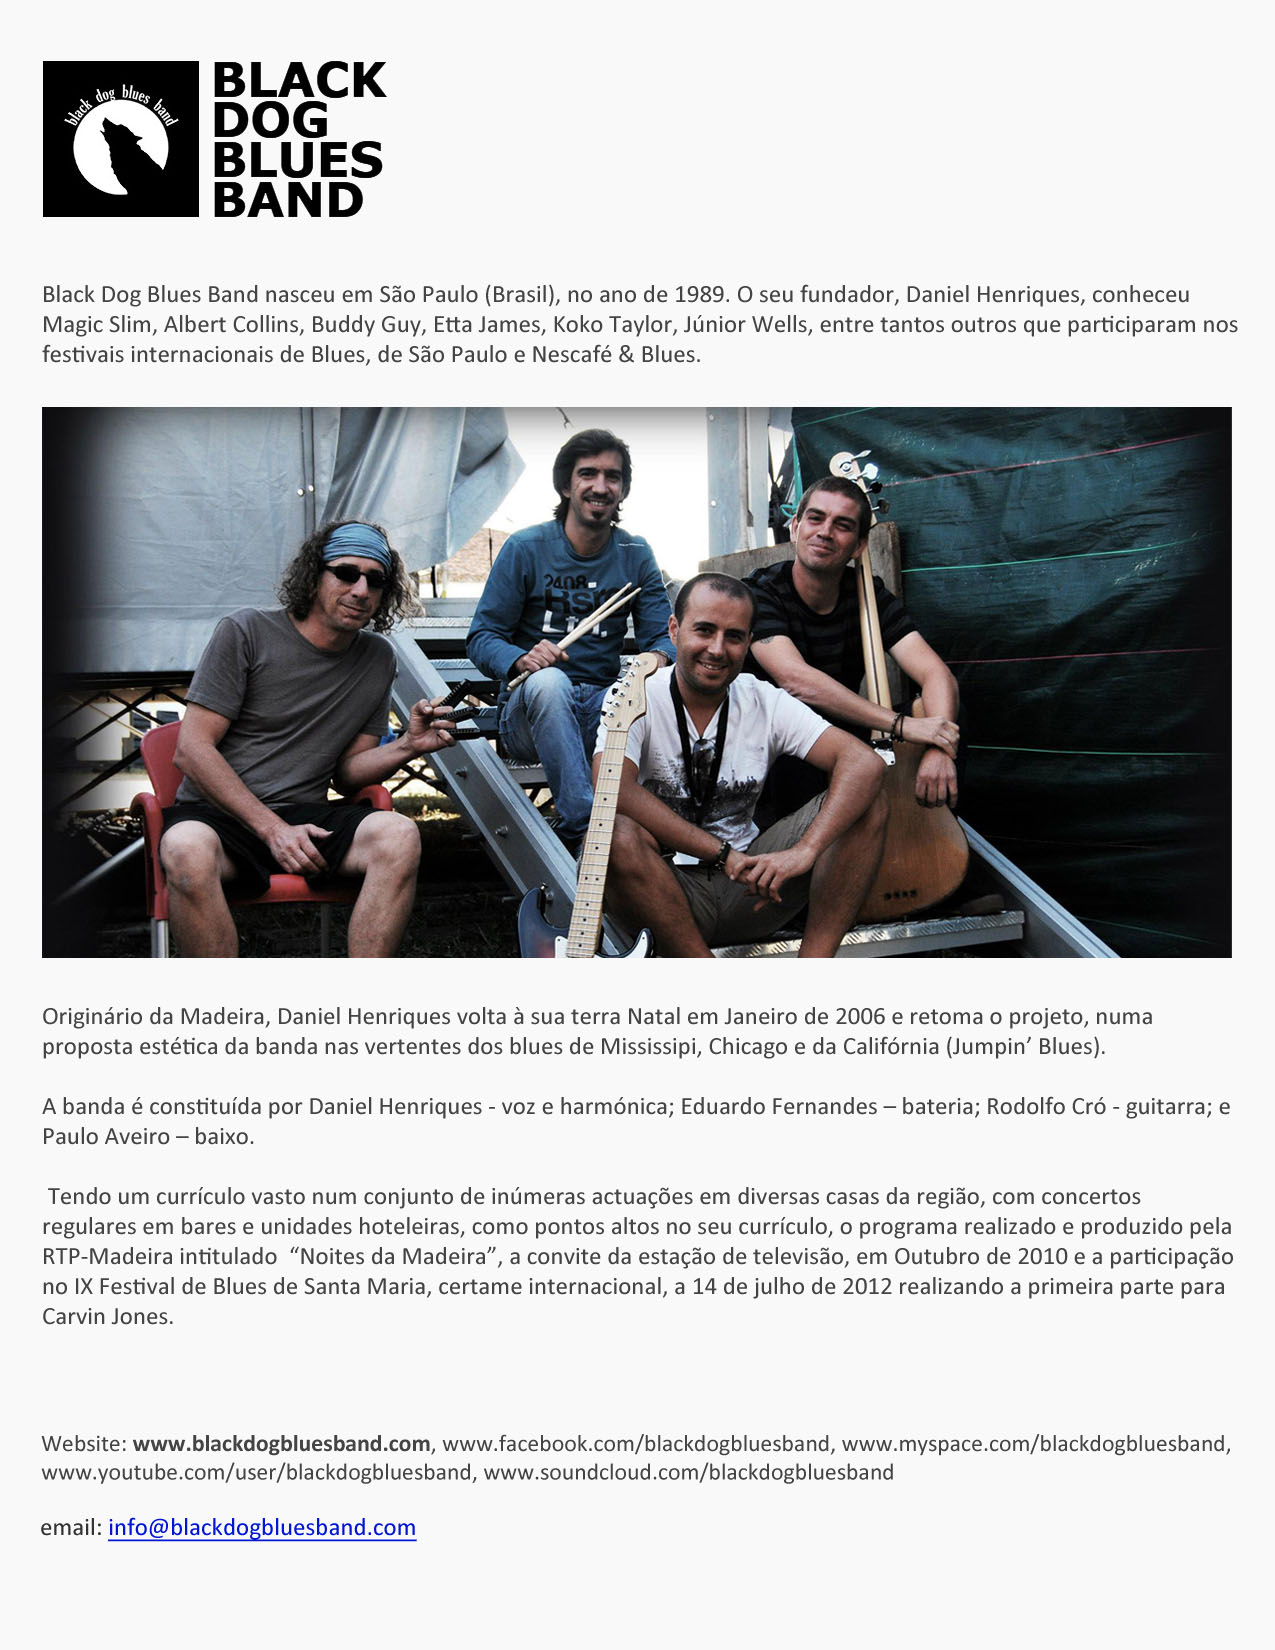 black dog blues band
BLACK
DOG
BLUES
BAND
Black Dog Blues Band nasceu em São Paulo (Brasil), no ano de 1989. O seu fundador, Daniel Henriques, conheceu
Magic Slim, Albert Collins, Buddy Guy, Etta James, Koko Taylor, Júnior Wells, entre tantos outros que participaram nos
festivais internacionais de Blues, de São Paulo e Nescafé & Blues.
2408
Ltd.
Originário da Madeira, Daniel Henriques volta à sua terra Natal em Janeiro de 2006 e retoma o projeto, numa
proposta estética da banda nas vertentes dos blues de Mississipi, Chicago e da Califórnia (Jumpin’ Blues).
A banda é constituída por Daniel Henriques - voz e harmónica; Eduardo Fernandes – bateria; Rodolfo Cró - guitarra; e
Paulo Aveiro – baixo.
Tendo um currículo vasto num conjunto de inúmeras actuações em diversas casas da região, com concertos
regulares em bares e unidades hoteleiras, como pontos altos no seu currículo, o programa realizado e produzido pela
RTP-Madeira intitulado “Noites da Madeira”, a convite da estação de televisão, em Outubro de 2010 e a participação
no IX Festival de Blues de Santa Maria, certame internacional, a 14 de julho de 2012 realizando a primeira parte para
Carvin Jones.
Website: www.blackdogbluesband.com, www.facebook.com/blackdogbluesband, www.myspace.com/blackdogbluesband,
www.youtube.com/user/blackdogbluesband, www.soundcloud.com/blackdogbluesband
email: info@blackdogbluesband.com